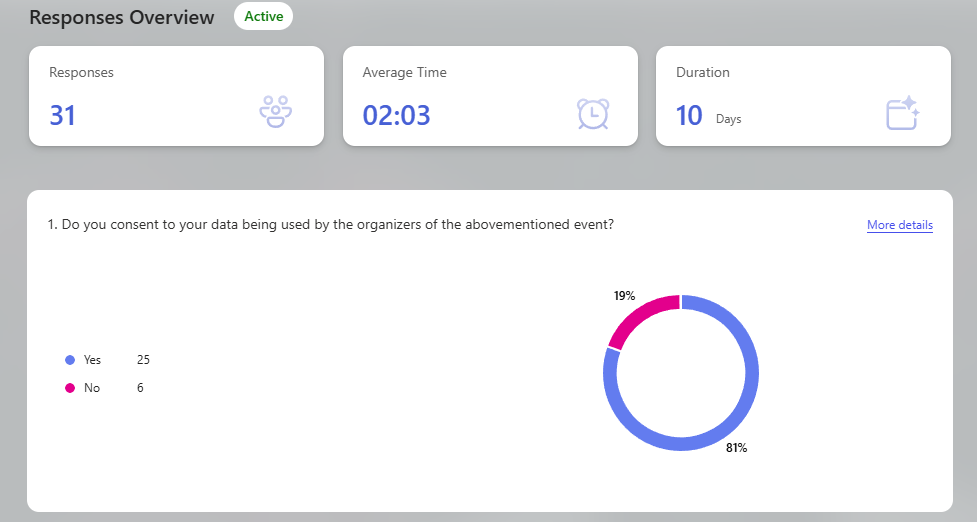 Responses Overview Active
Responses
31
Average Time
02:03
Duration
10 Days
1. Do you consent to your data being used by the organizers of the abovementioned event?
More details
Yes 25
No 6
19%
81%